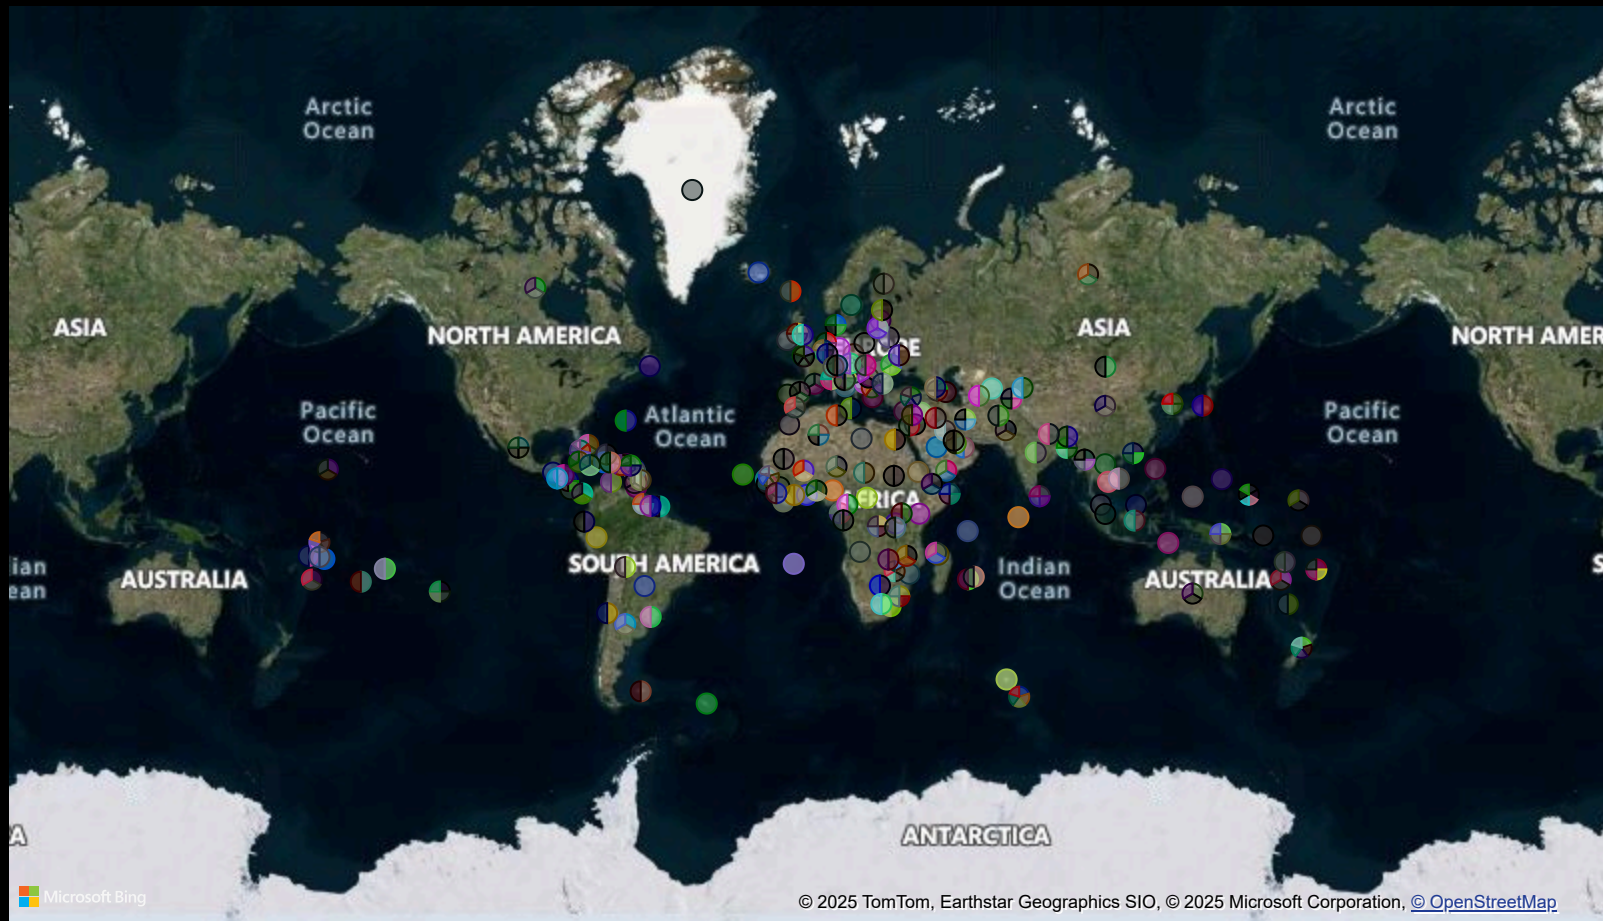 Arctic
Ocean
Arctic
Ocean
ASIA
NORTH AMERICA
ASIA
NORTH AMER
Pacific
Ocean
Atlantic
Ocean
Pacific
Ocean
AFRICA
ian
ean
AUSTRALIA
SOUTH AMERICA
Indian
Ocean
AUSTRALIA
S
A
ANTARCTICA
Microsoft Bing
© 2025 TomTom, Earthstar Geographics SIO, © 2025 Microsoft Corporation, © OpenStreetMap